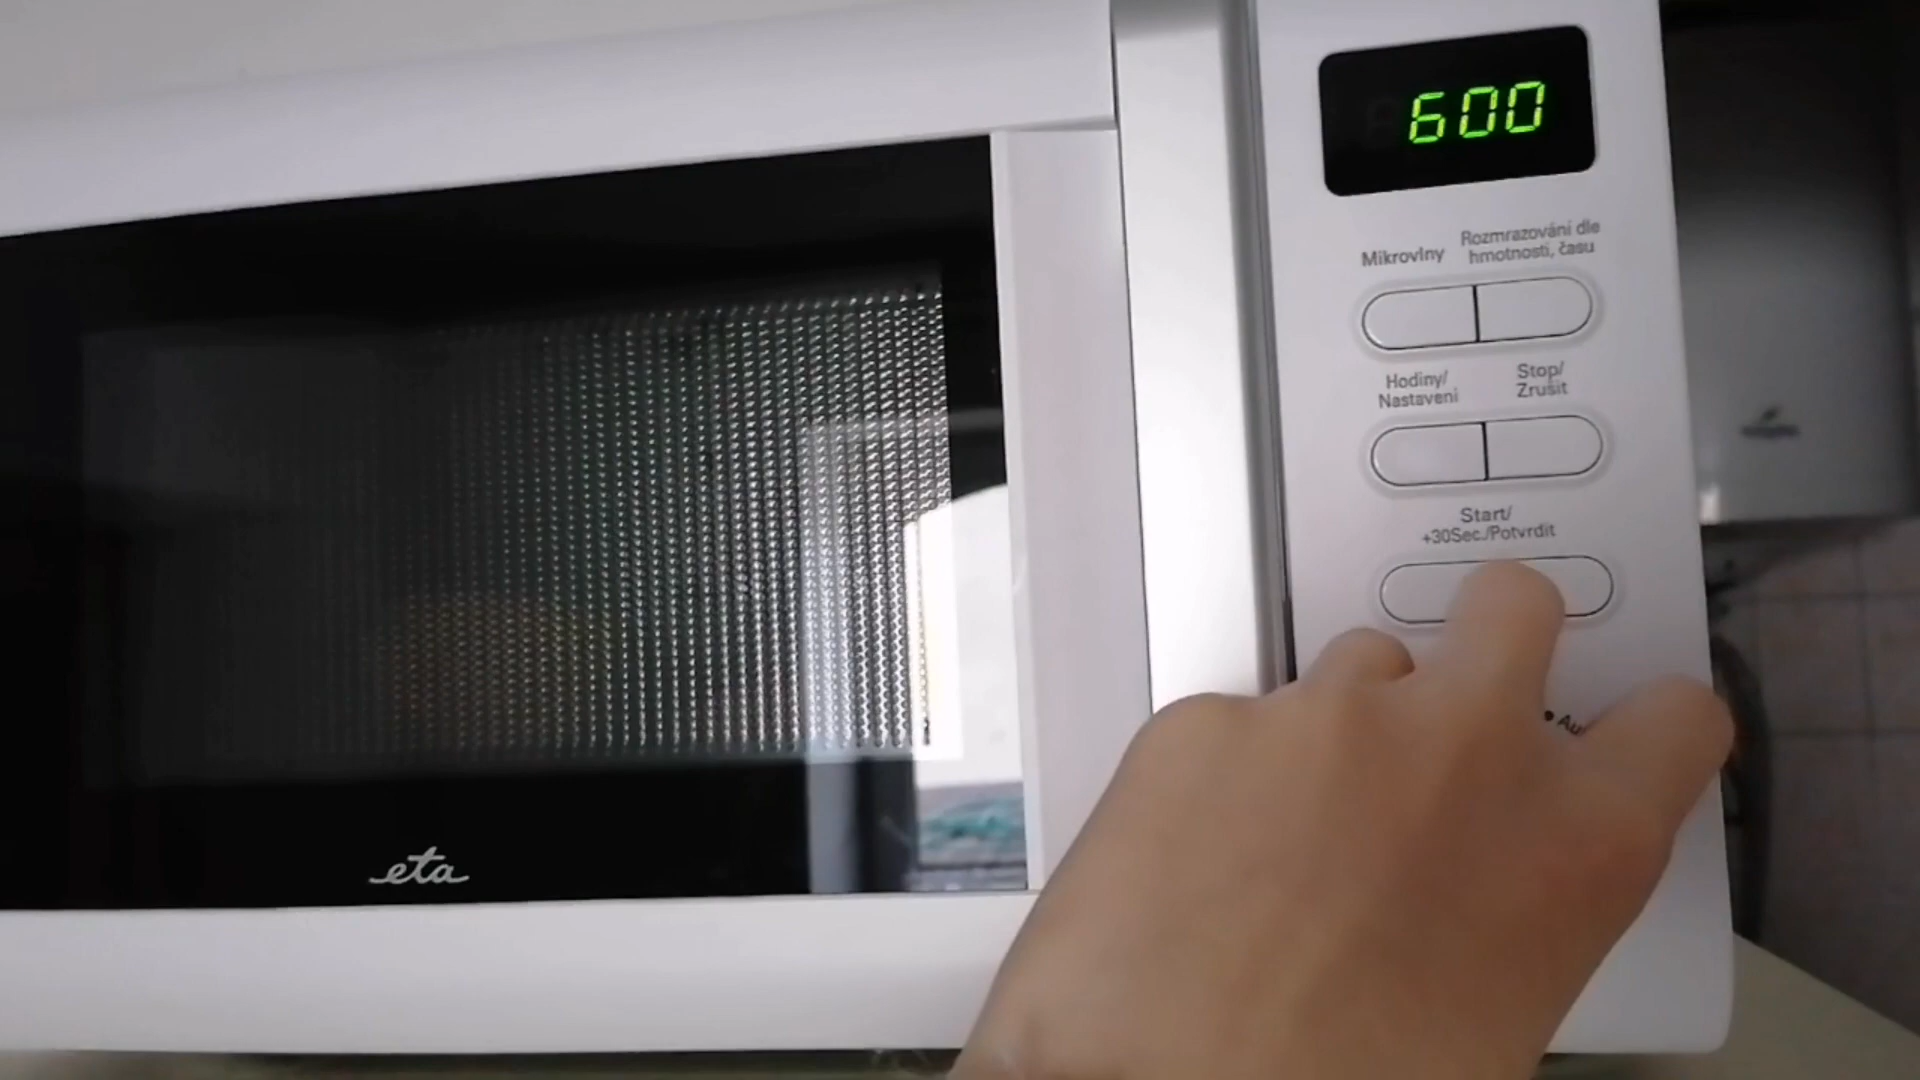 600
Mikrovlny
Rozmrazování dle
hmotnosti, času
Hodiny/
Nastavení
Stop/
Zrušit
Start/
+30Sec./Potvrdit
eta